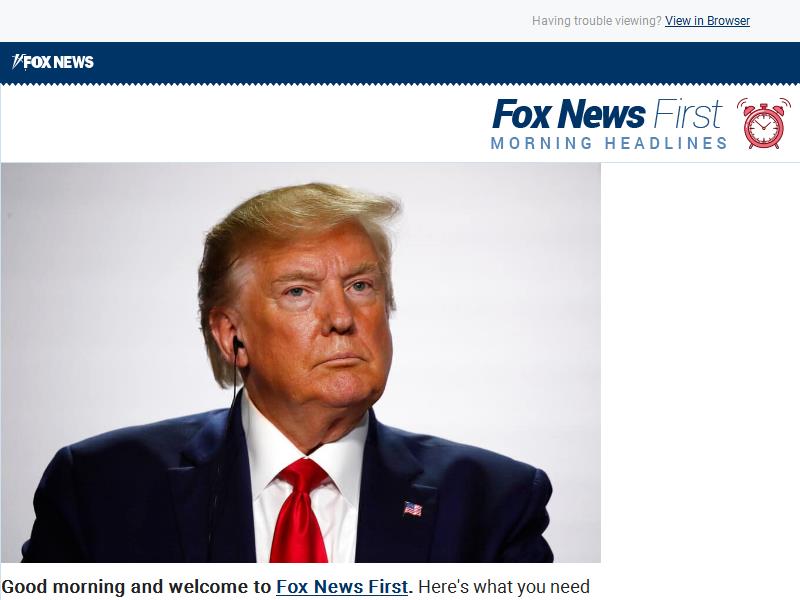 Having trouble viewing? View in Browser
FOX NEWS
Fox News First
MORNING HEADLINES
Good morning and welcome to Fox News First. Here's what you need